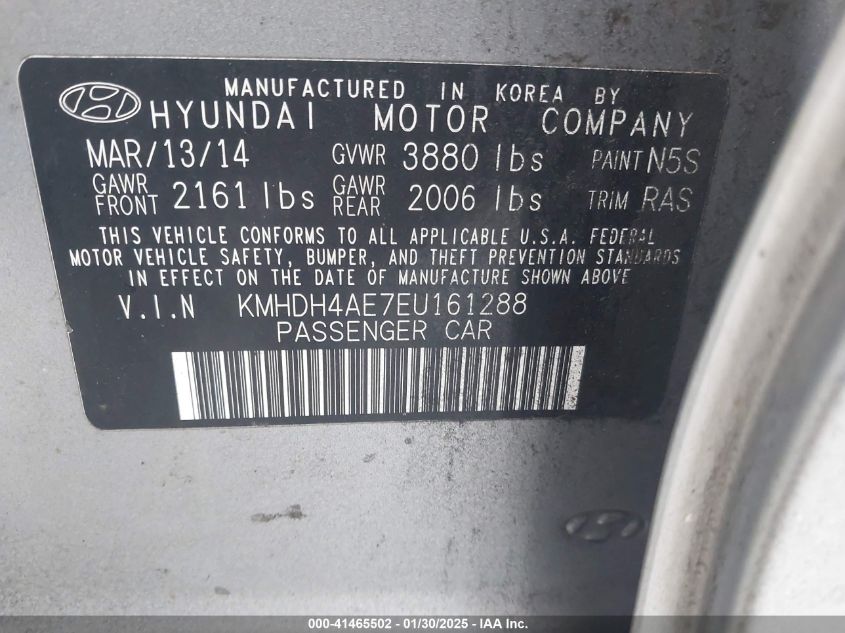 MANUFACTURED IN KOREA BY
HYUNDAI MOTOR COMPANY
MAR/13/14 GVWR 3880 lbs PAINT N5S
GAWR FRONT 2161 lbs GAWR REAR 2006 lbs TRIM RAS
THIS VEHICLE CONFORMS TO ALL APPLICABLE U.S.A. FEDERAL
MOTOR VEHICLE SAFETY, BUMPER, AND THEFT PREVENTION STANDARDS
IN EFFECT ON THE DATE OF MANUFACTURE SHOWN ABOVE
V.I.N KMHDH4AE7EU161288
PASSENGER CAR
000-41465502 - 01/30/2025 - IAA Inc.